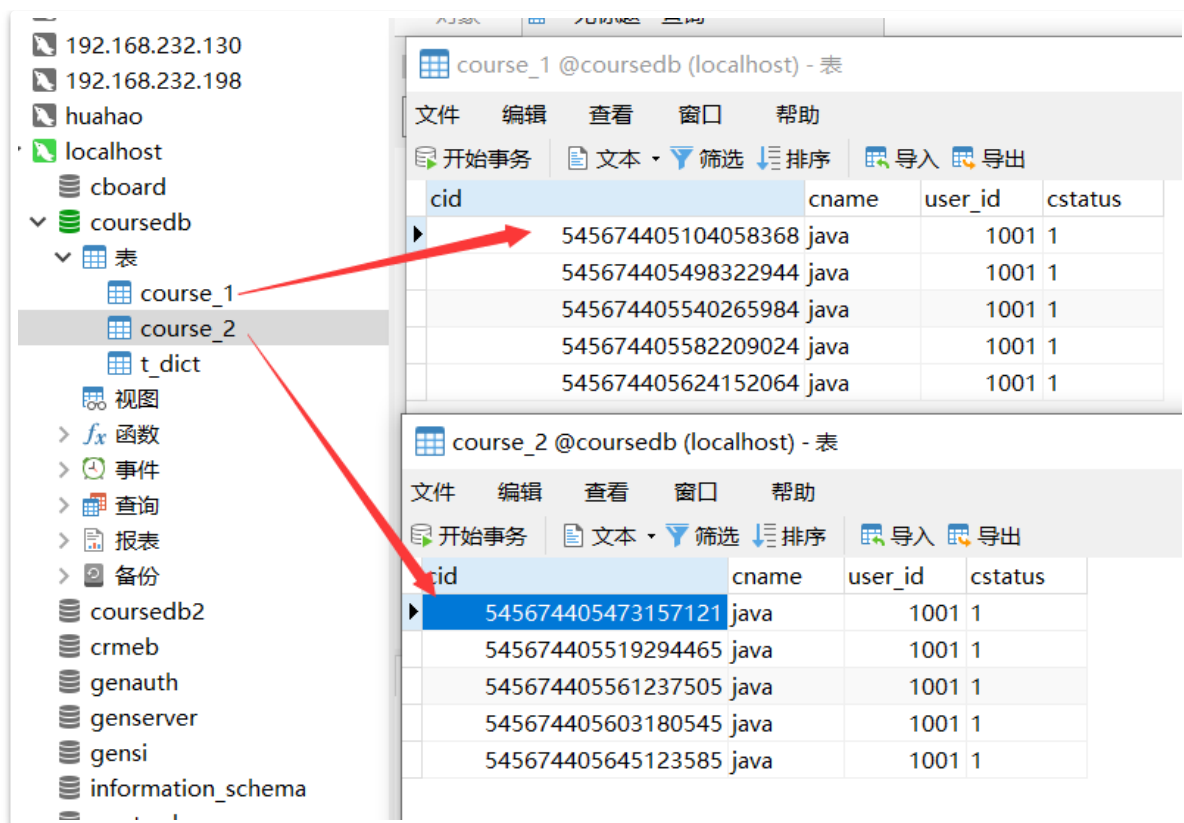 192.168.232.130
192.168.232.198
huahao
localhost
cboard
coursedb
表
course_1
course_2
t_dict
视图
函数
事件
查询
报表
备份
coursedb2
crmeb
genauth
genserver
gensi
information_schema
course_1 @coursedb (localhost) - 表
文件 编辑 查看 窗口 帮助
开始事务 文本 筛选 排序 导入 导出
cid cname user_id cstatus
545674405104058368 java 1001 1
545674405498322944 java 1001 1
545674405540265984 java 1001 1
545674405582209024 java 1001 1
545674405624152064 java 1001 1
course_2 @coursedb (localhost) - 表
文件 编辑 查看 窗口 帮助
开始事务 文本 筛选 排序 导入 导出
cid cname user_id cstatus
545674405473157121 java 1001 1
545674405519294465 java 1001 1
545674405561237505 java 1001 1
545674405603180545 java 1001 1
545674405645123585 java 1001 1